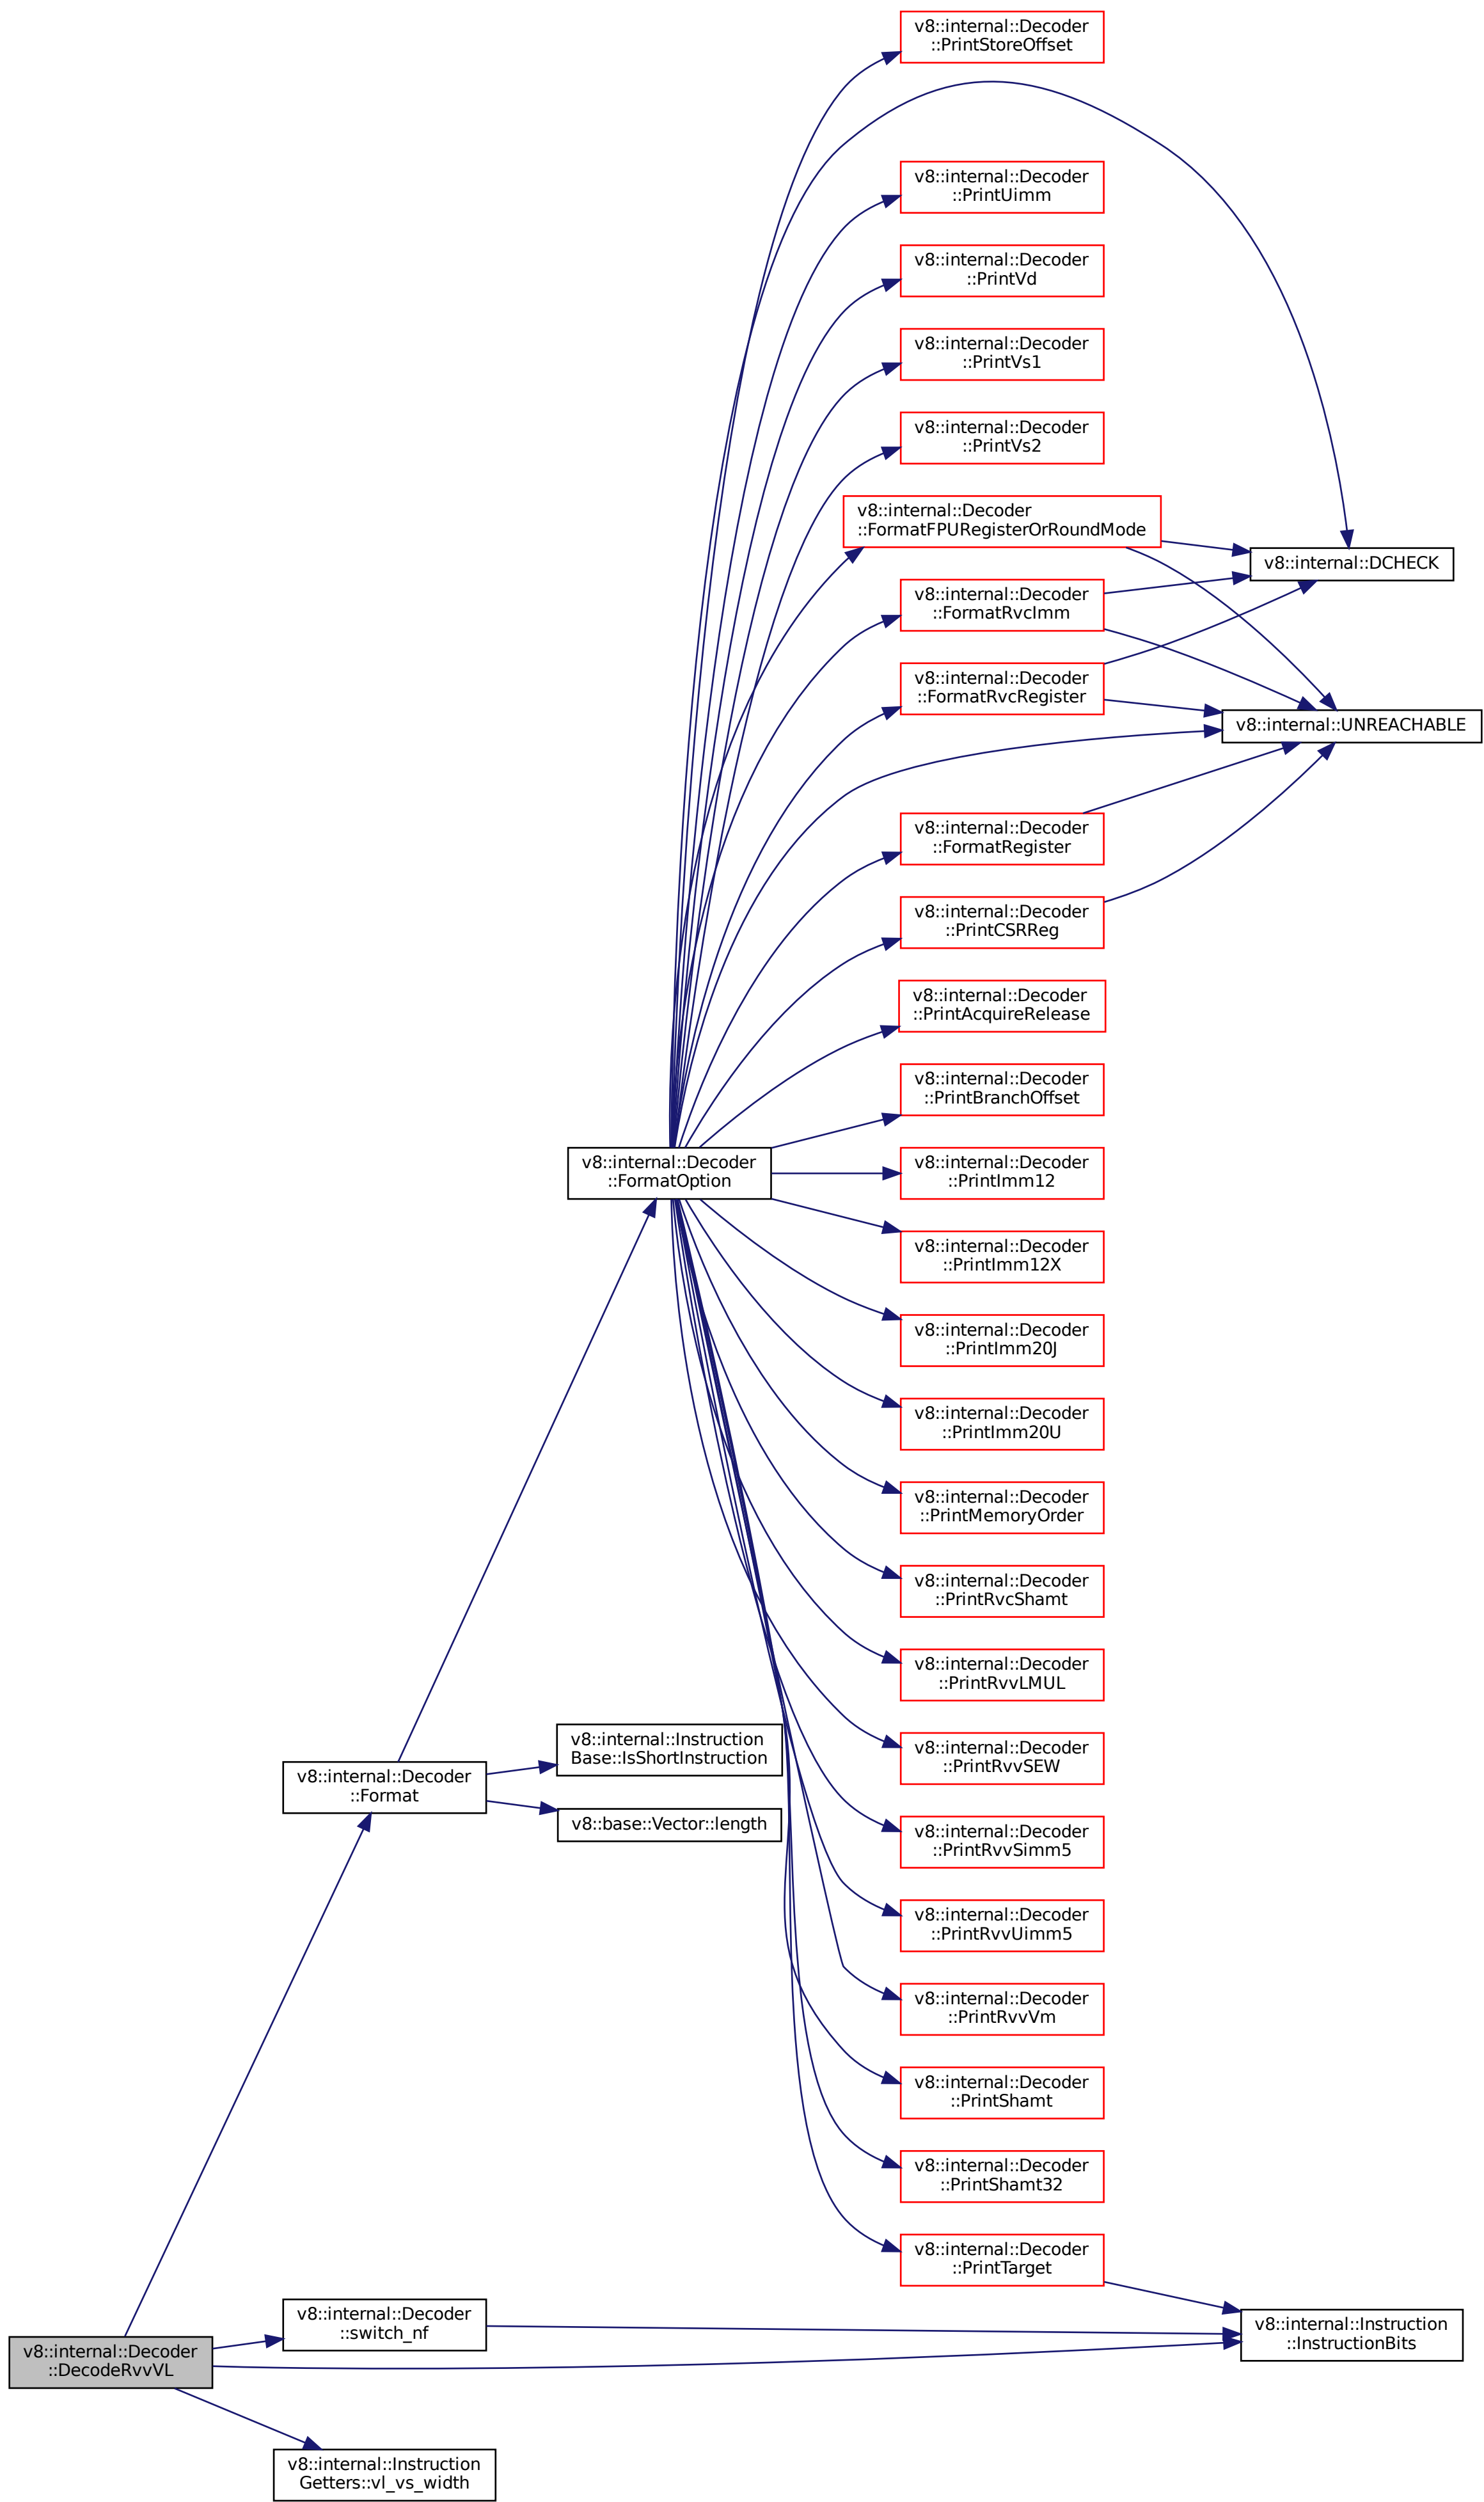 v8::internal::Decoder
::PrintStoreOffset
v8::internal::Decoder
::PrintUimm
v8::internal::Decoder
::PrintVd
v8::internal::Decoder
::PrintVs1
v8::internal::Decoder
::PrintVs2
v8::internal::Decoder
::FormatFPURegisterOrRoundMode
v8::internal::DCHECK
v8::internal::Decoder
::FormatRvcImm
v8::internal::Decoder
::FormatRvcRegister
v8::internal::UNREACHABLE
v8::internal::Decoder
::FormatRegister
v8::internal::Decoder
::PrintCSRReg
v8::internal::Decoder
::PrintAcquireRelease
v8::internal::Decoder
::PrintBranchOffset
v8::internal::Decoder
::FormatOption
v8::internal::Decoder
::PrintImm12
v8::internal::Decoder
::PrintImm12X
v8::internal::Decoder
::PrintImm20J
v8::internal::Decoder
::PrintImm20U
v8::internal::Decoder
::PrintMemoryOrder
v8::internal::Decoder
::PrintRvcShamt
v8::internal::Decoder
::PrintRvvLMUL
v8::internal::Decoder
::PrintRvvSEW
v8::internal::Instruction
Base::IsShortInstruction
v8::internal::Decoder
::Format
v8::base::Vector::length
v8::internal::Decoder
::PrintRvvSimm5
v8::internal::Decoder
::PrintRvvUimm5
v8::internal::Decoder
::PrintRvvVm
v8::internal::Decoder
::PrintShamt
v8::internal::Decoder
::PrintShamt32
v8::internal::Decoder
::PrintTarget
v8::internal::Decoder
::switch_nf
v8::internal::Instruction
::InstructionBits
v8::internal::Decoder
::DecodeRvvVL
v8::internal::Instruction
Getters::vl_vs_width